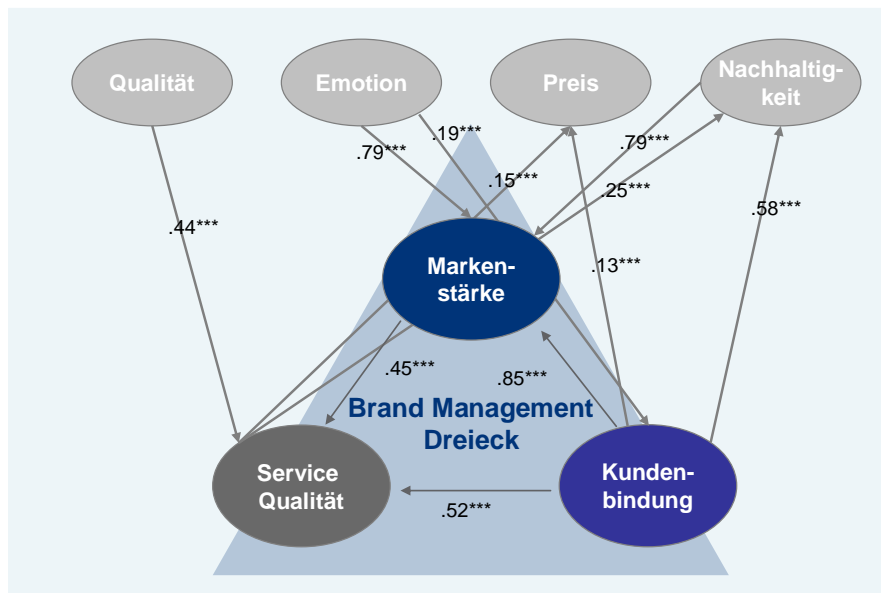 Qualität
Emotion
Preis
Nachhaltig-
keit
.19***
.79***
.79***
.15***
.25***
.58***
.44***
.13***
Marken-
stärke
.45***
.85***
Brand Management
Dreieck
Service
Qualität
Kunden-
bindung
.52***